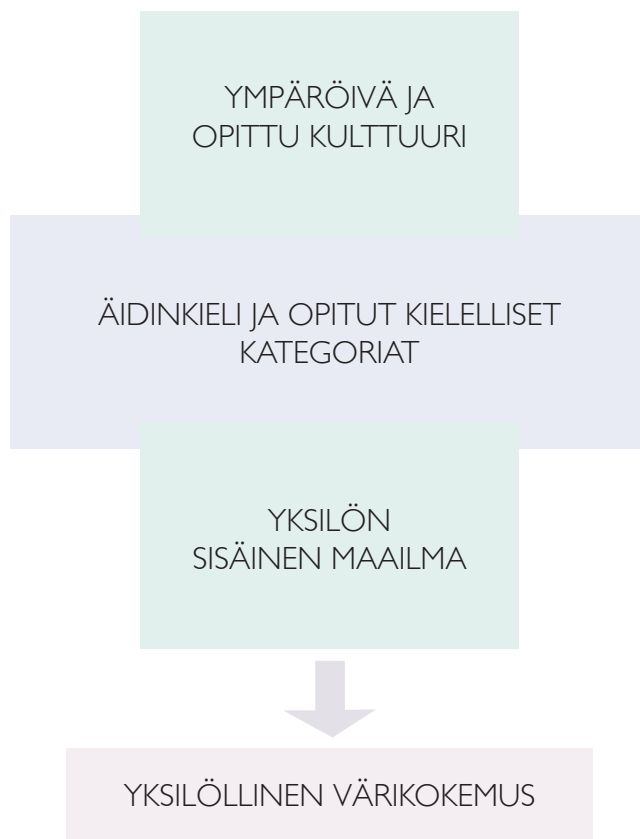 YMPÄRÖIVÄ JA
OPITTU KULTTUURI
ÄIDINKIELI JA OPITUT KIELELLISET
KATEGORIAT
YKSILÖN
SISÄINEN MAAILMA
YKSILÖLLINEN VÄRIKOKEMUS